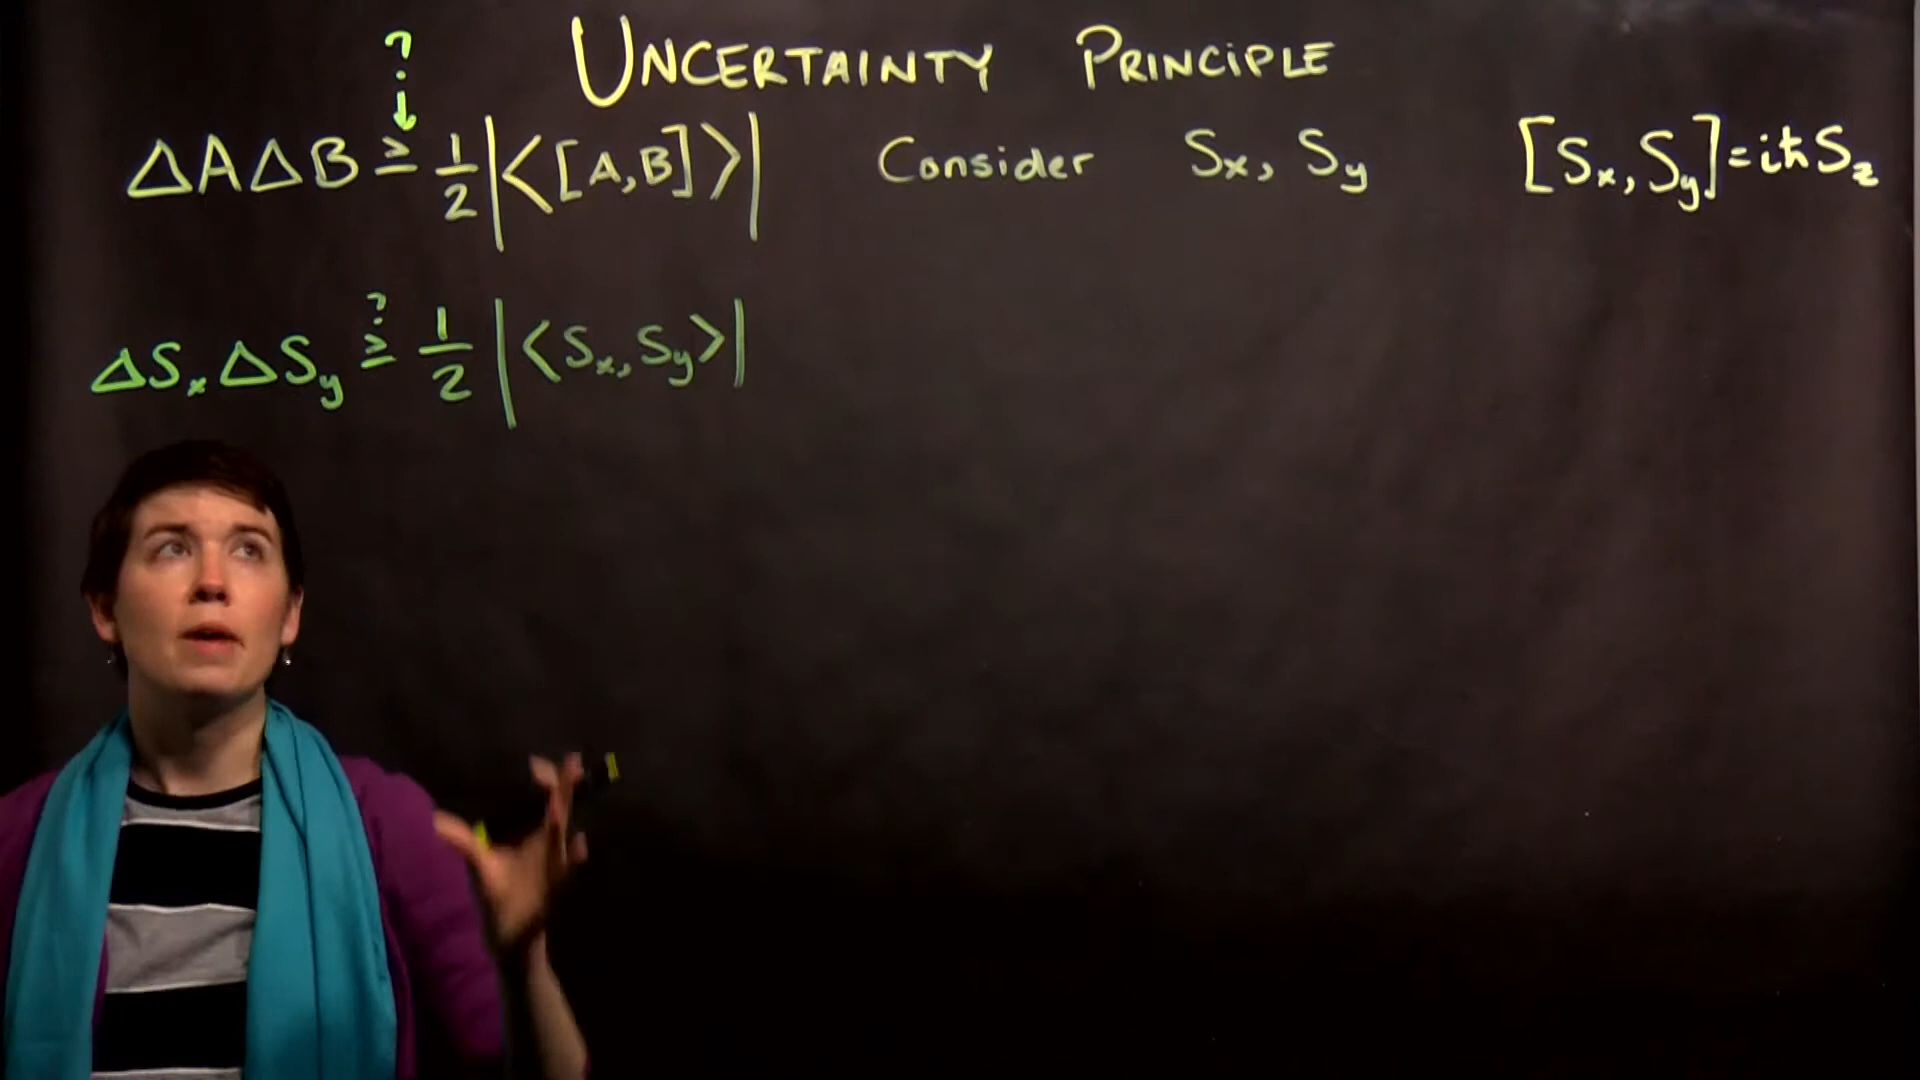 UNCERTAINTY PRINCIPLE
?
ΔAΔB ≥ 1/2 |<[A,B]>| Consider Sx, Sy [Sx, Sy]=iħSz
?
ΔSxΔSy ≥ 1/2 |<Sx, Sy>|